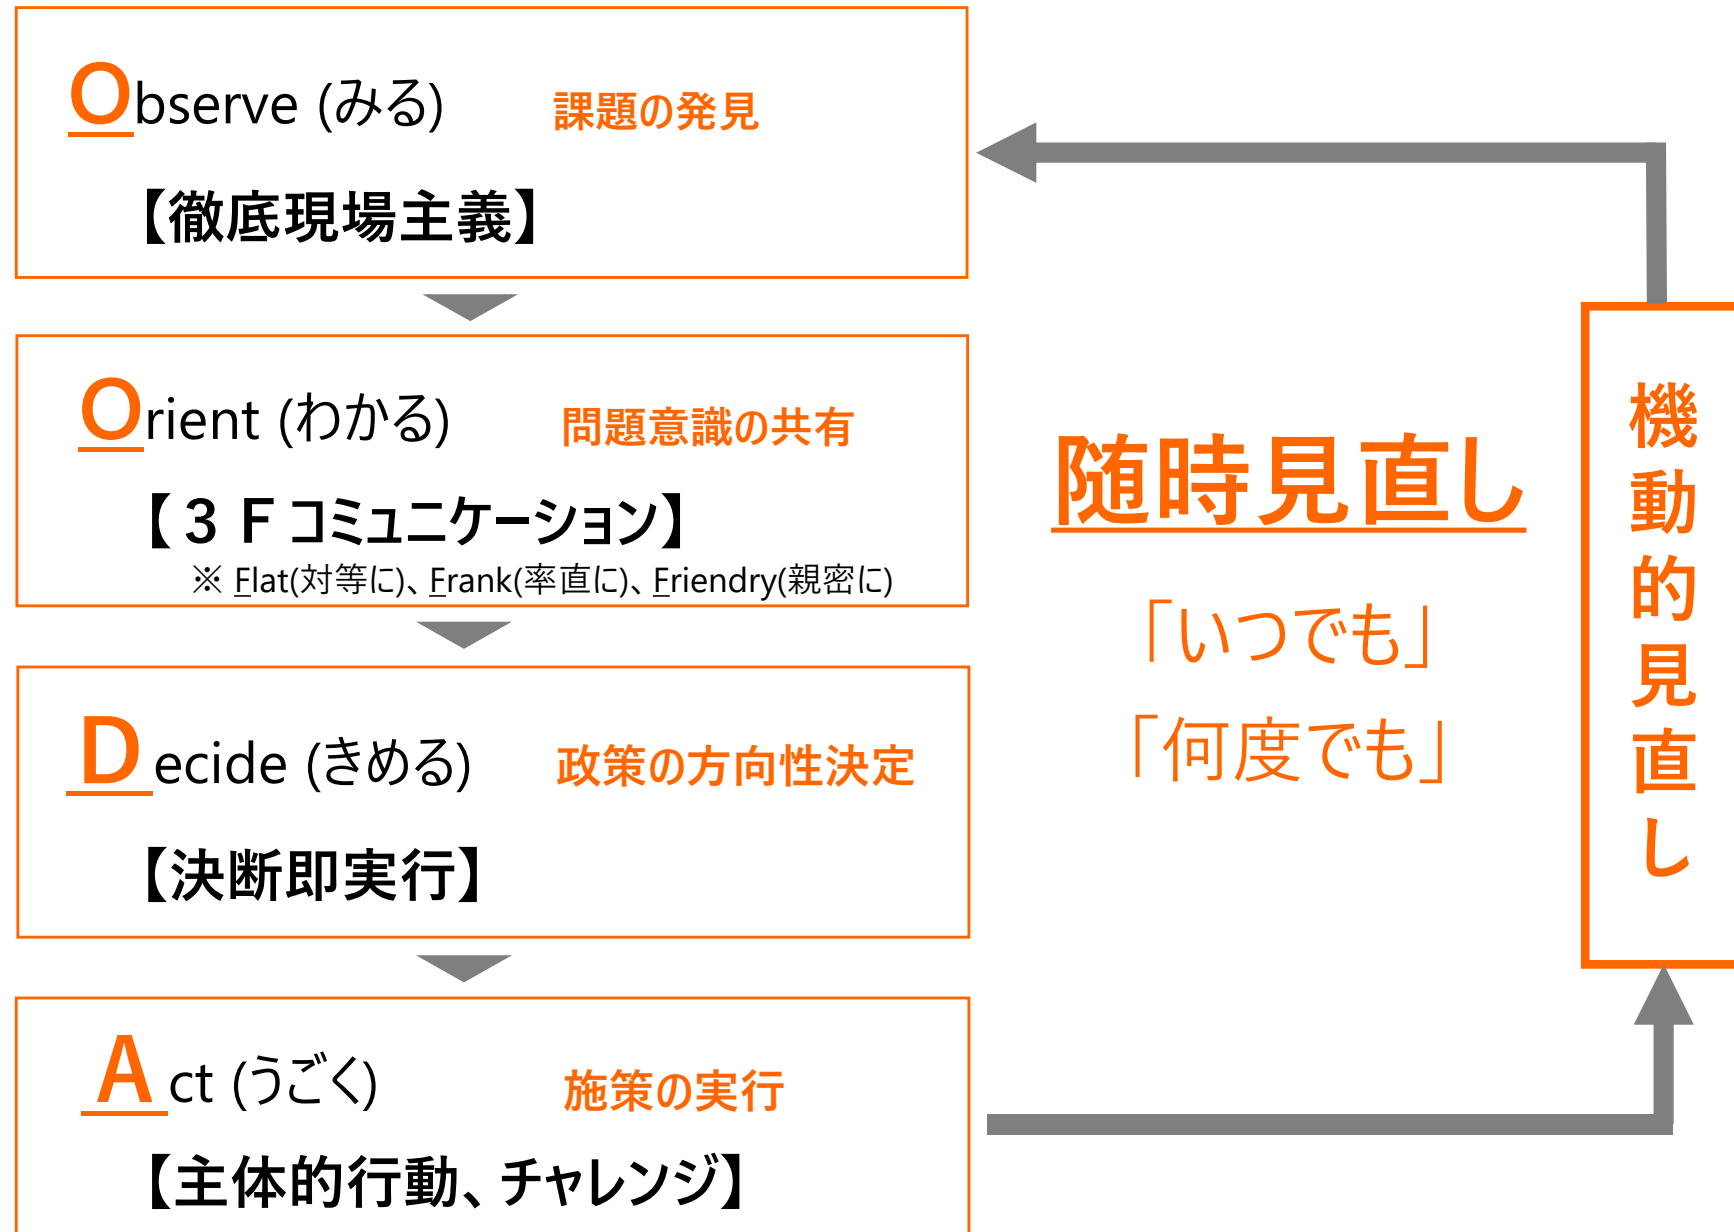 Observe (みる) 課題の発見
【徹底現場主義】
Orient (わかる) 問題意識の共有
【３Ｆコミュニケーション】
※ Flat(対等に)、Frank(率直に)、Friendry(親密に)
Decide (きめる) 政策の方向性決定
【決断即実行】
Act (うごく) 施策の実行
【主体的行動、チャレンジ】
随時見直し
「いつでも」
「何度でも」
機動的見直し